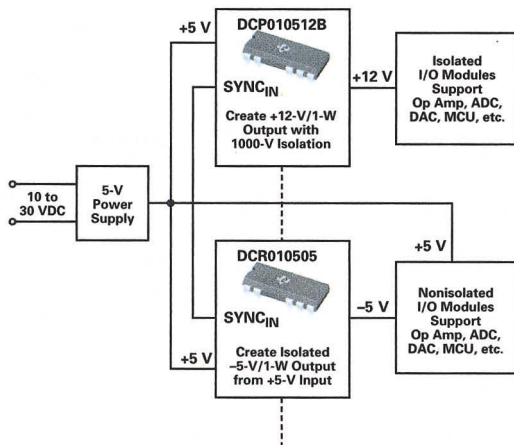 DCP010512B
+5 V
SYNCIN
Create +12-V/1-W
Output with
1000-V Isolation
+12 V
Isolated
I/O Modules
Support
Op Amp, ADC,
DAC, MCU, etc.
10 to
30 VDC
5-V
Power
Supply
DCR010505
SYNCIN
+5 V
Create Isolated
–5-V/1-W Output
from +5-V Input
–5 V
+5 V
Nonisolated
I/O Modules
Support
Op Amp, ADC,
DAC, MCU, etc.